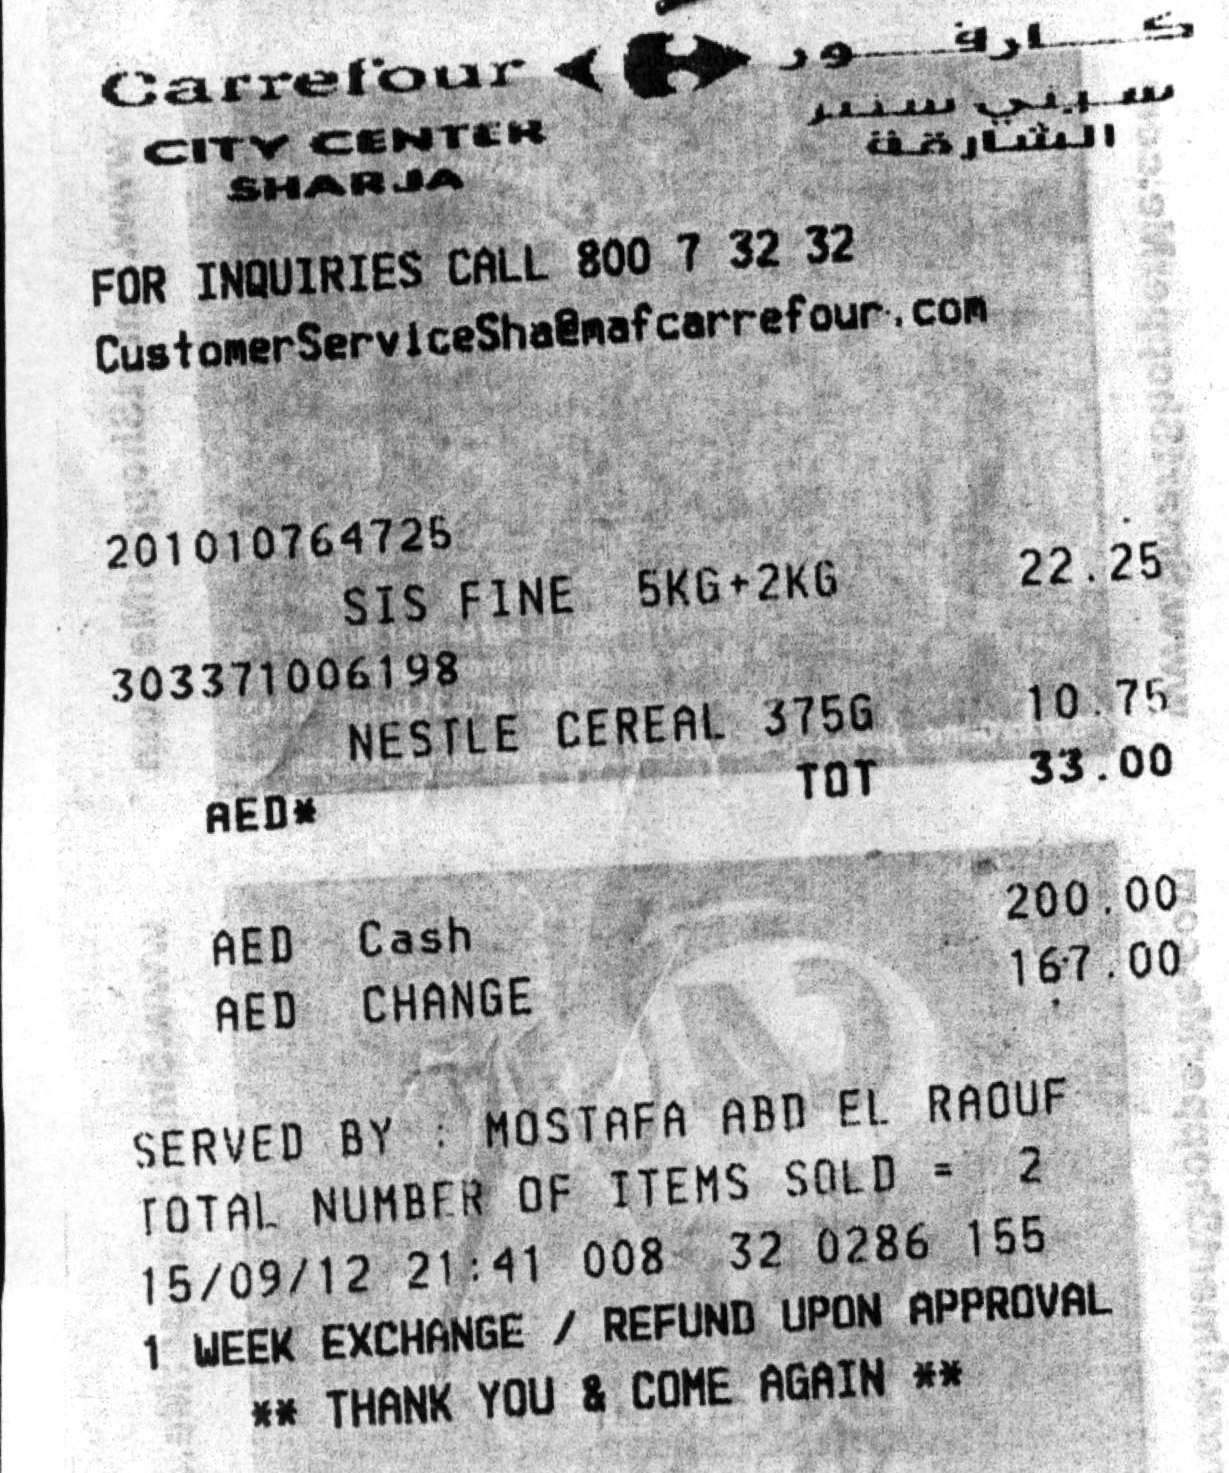 Carrefour كارفور
CITY CENTER سيتي سنتر
SHARJA الشارقة
FOR INQUIRIES CALL 800 7 32 32
CustomerServiceSha@mafcarrefour.com
201010764725
SIS FINE 5KG+2KG 22.25
303371006198
NESTLE CEREAL 375G 10.75
AED* TOT 33.00
AED Cash 200.00
AED CHANGE 167.00
SERVED BY : MOSTAFA ABD EL RAOUF
TOTAL NUMBER OF ITEMS SOLD = 2
15/09/12 21:41 008 32 0286 155
1 WEEK EXCHANGE / REFUND UPON APPROVAL
** THANK YOU & COME AGAIN **